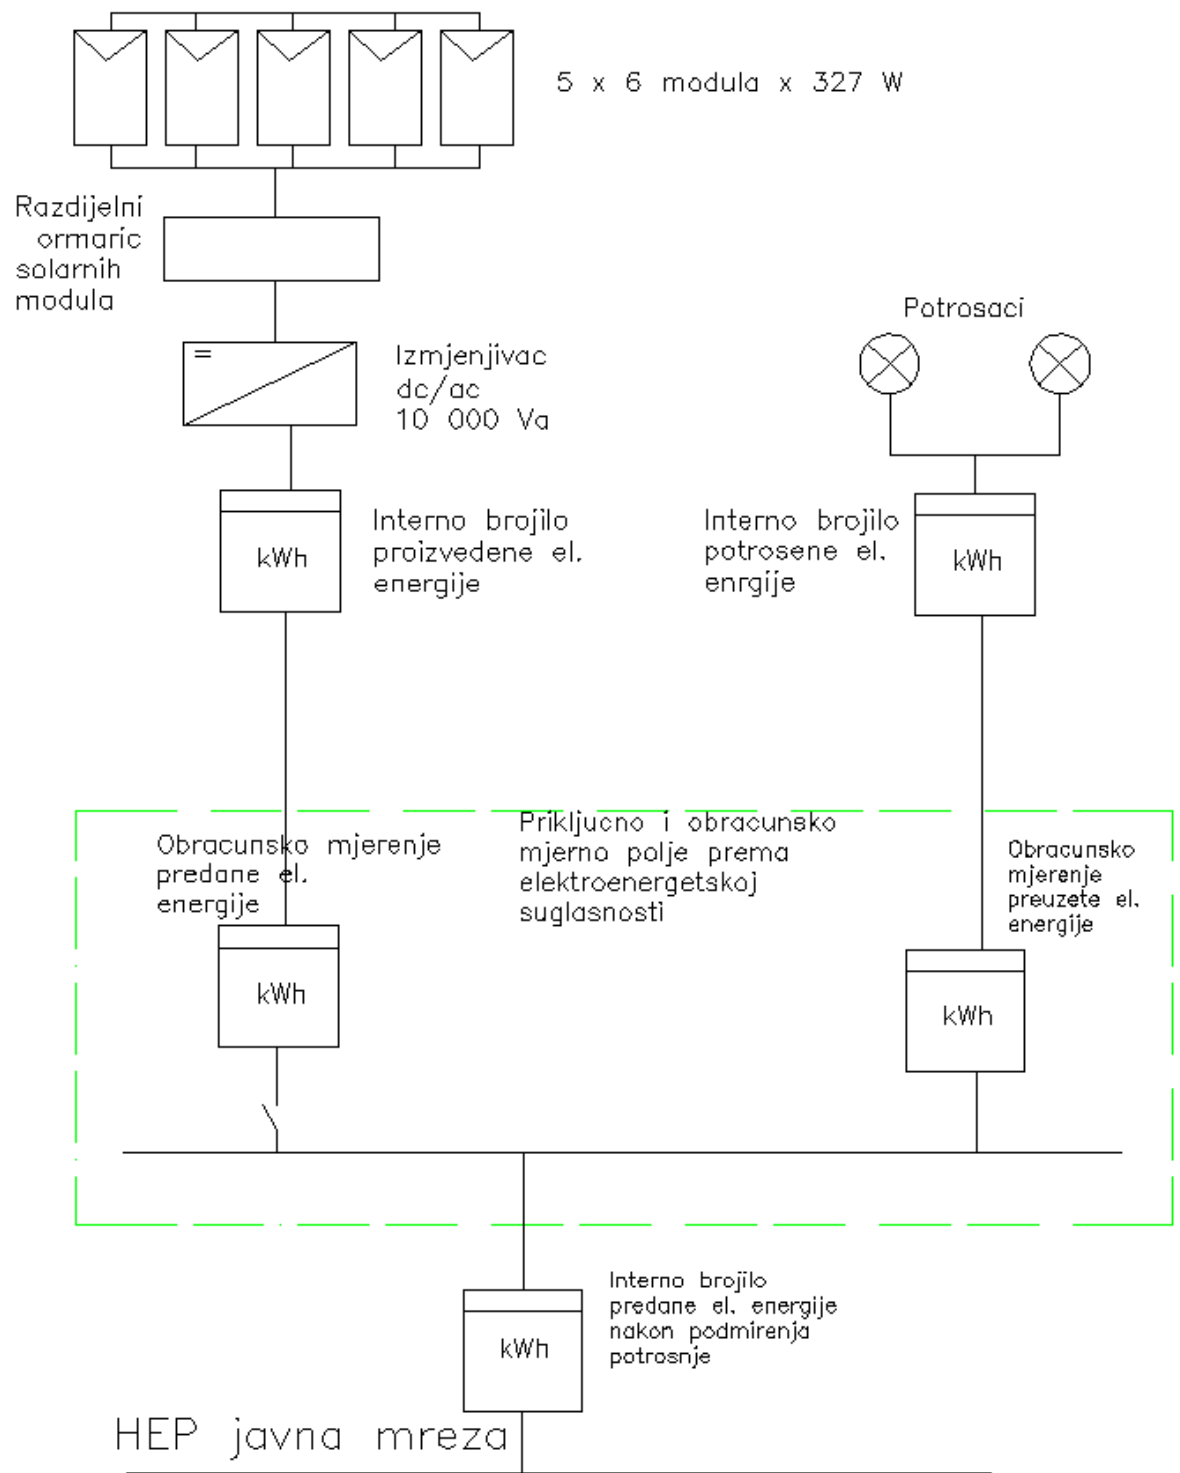 5 x 6 modula x 327 W
Razdijelni
ormaric
solarnih
modula
Potrosaci
=
Izmjenjivac
dc/ac
10 000 Va
kWh
Interno brojilo
proizvedene el.
energije
Interno brojilo
potrosene el.
enrgije
kWh
Obracunsko mjerenje
predane el.
energije
Prikljucno i obracunsko
mjerno polje prema
elektroenergetskoj
suglasnosti
Obracunsko
mjerenje
preuzete el.
energije
kWh
kWh
Interno brojilo
predane el. energije
nakon podmirenja
potrosnje
kWh
HEP javna mreza